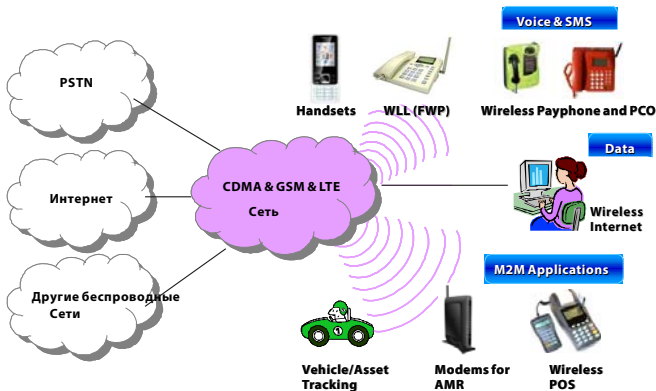 Voice & SMS
PSTN
Handsets
WLL (FWP)
Wireless Payphone and PCO
Data
CDMA & GSM & LTE
Сеть
Интернет
Wireless
Internet
M2M Applications
Другие беспроводные
Сети
1
Vehicle/Asset
Tracking
Modems for
AMR
Wireless
POS